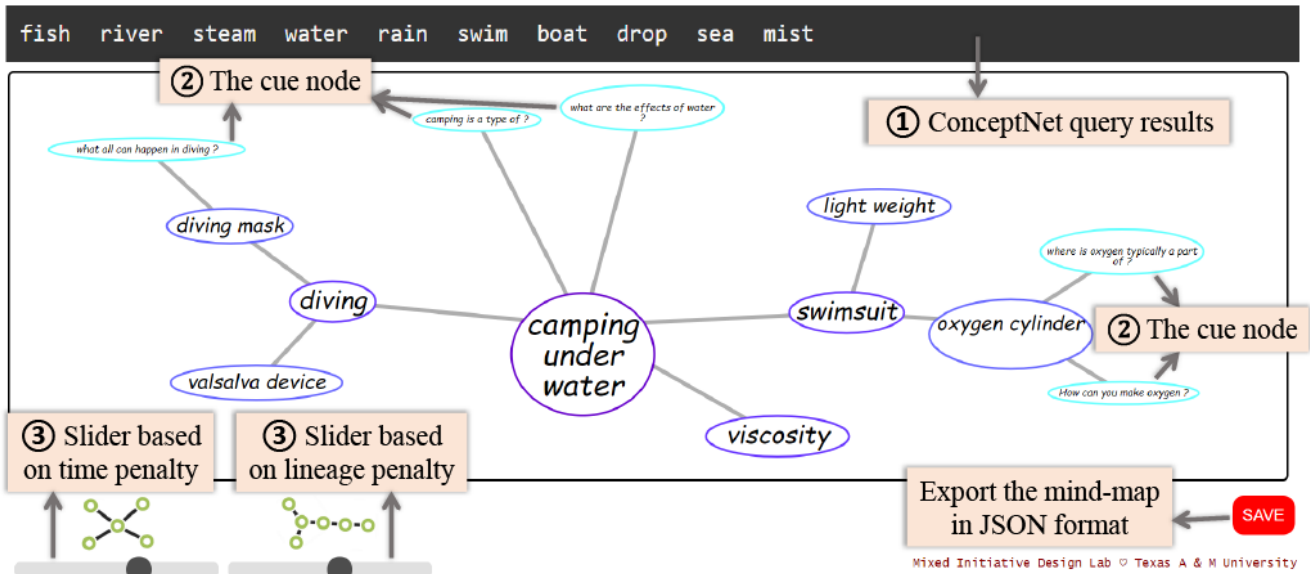 fish river steam water rain swim boat drop sea mist
② The cue node
① ConceptNet query results
what are the effects of water
?
camping is a type of ?
what all can happen in diving ?
diving mask
light weight
where is oxygen typically a part
of ?
diving
swimsuit
oxygen cylinder
② The cue node
camping
under
water
valsalva device
How can you make oxygen ?
viscosity
③ Slider based
on time penalty
③ Slider based
on lineage penalty
Export the mind-map
in JSON format
SAVE
Mixed Initiative Design Lab ♡ Texas A & M University